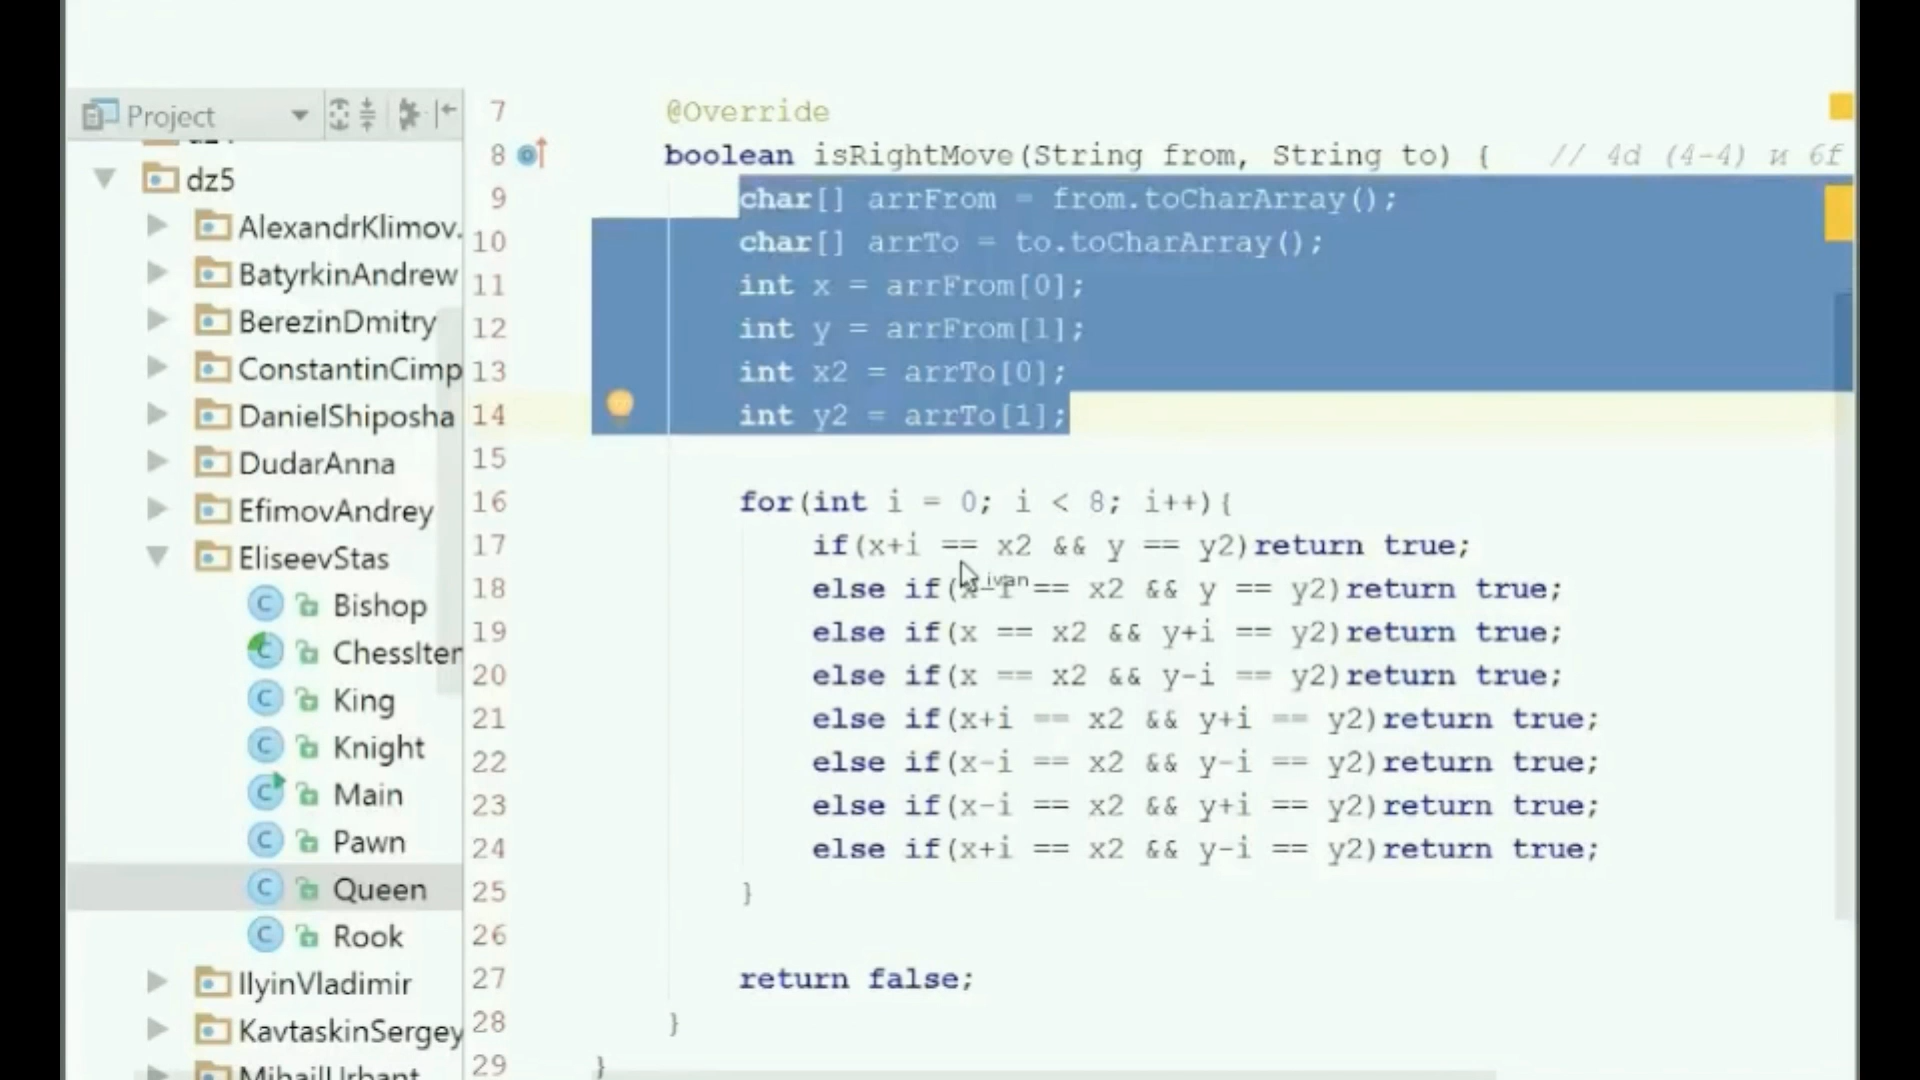 Project
dz5
AlexandrKlimov.
BatyrkinAndrew
BerezinDmitry
ConstantinCimp
DanielShiposha
DudarAnna
EfimovAndrey
EliseevStas
Bishop
ChessIter
King
Knight
Main
Pawn
Queen
Rook
IlyinVladimir
KavtaskinSergey
MihailUrbant
7 @Override
8 boolean isRightMove(String from, String to) { // 4d (4-4) и 6f
9 char[] arrFrom = from.toCharArray();
10 char[] arrTo = to.toCharArray();
11 int x = arrFrom[0];
12 int y = arrFrom[1];
13 int x2 = arrTo[0];
14 int y2 = arrTo[1];
15
16 for(int i = 0; i < 8; i++){
17 if(x+i == x2 && y == y2)return true;
ivan
18 else if(x-i == x2 && y == y2)return true;
19 else if(x == x2 && y+i == y2)return true;
20 else if(x == x2 && y-i == y2)return true;
21 else if(x+i == x2 && y+i == y2)return true;
22 else if(x-i == x2 && y-i == y2)return true;
23 else if(x-i == x2 && y+i == y2)return true;
24 else if(x+i == x2 && y-i == y2)return true;
25 }
26
27 return false;
28 }
29 }